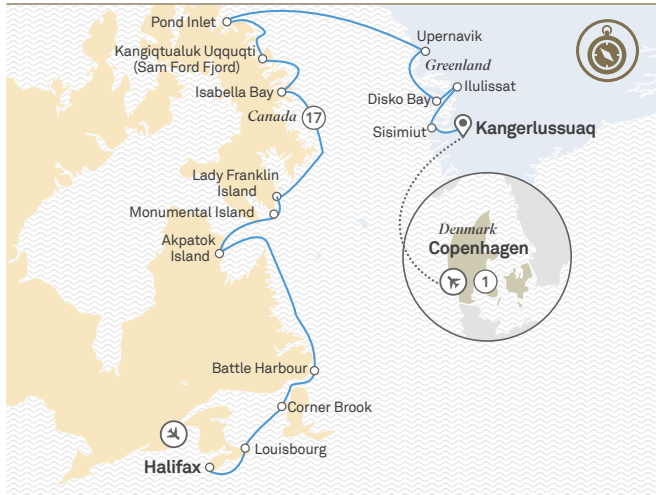 Pond Inlet
Kangiqtualuk Uqquqti
(Sam Ford Fjord)
Isabella Bay
Canada
17
Lady Franklin
Island
Monumental Island
Akpatok
Island
Battle Harbour
Corner Brook
Louisbourg
Halifax
Upernavik
Greenland
Ilulissat
Disko Bay
Sisimiut
Kangerlussuaq
Denmark
Copenhagen
1